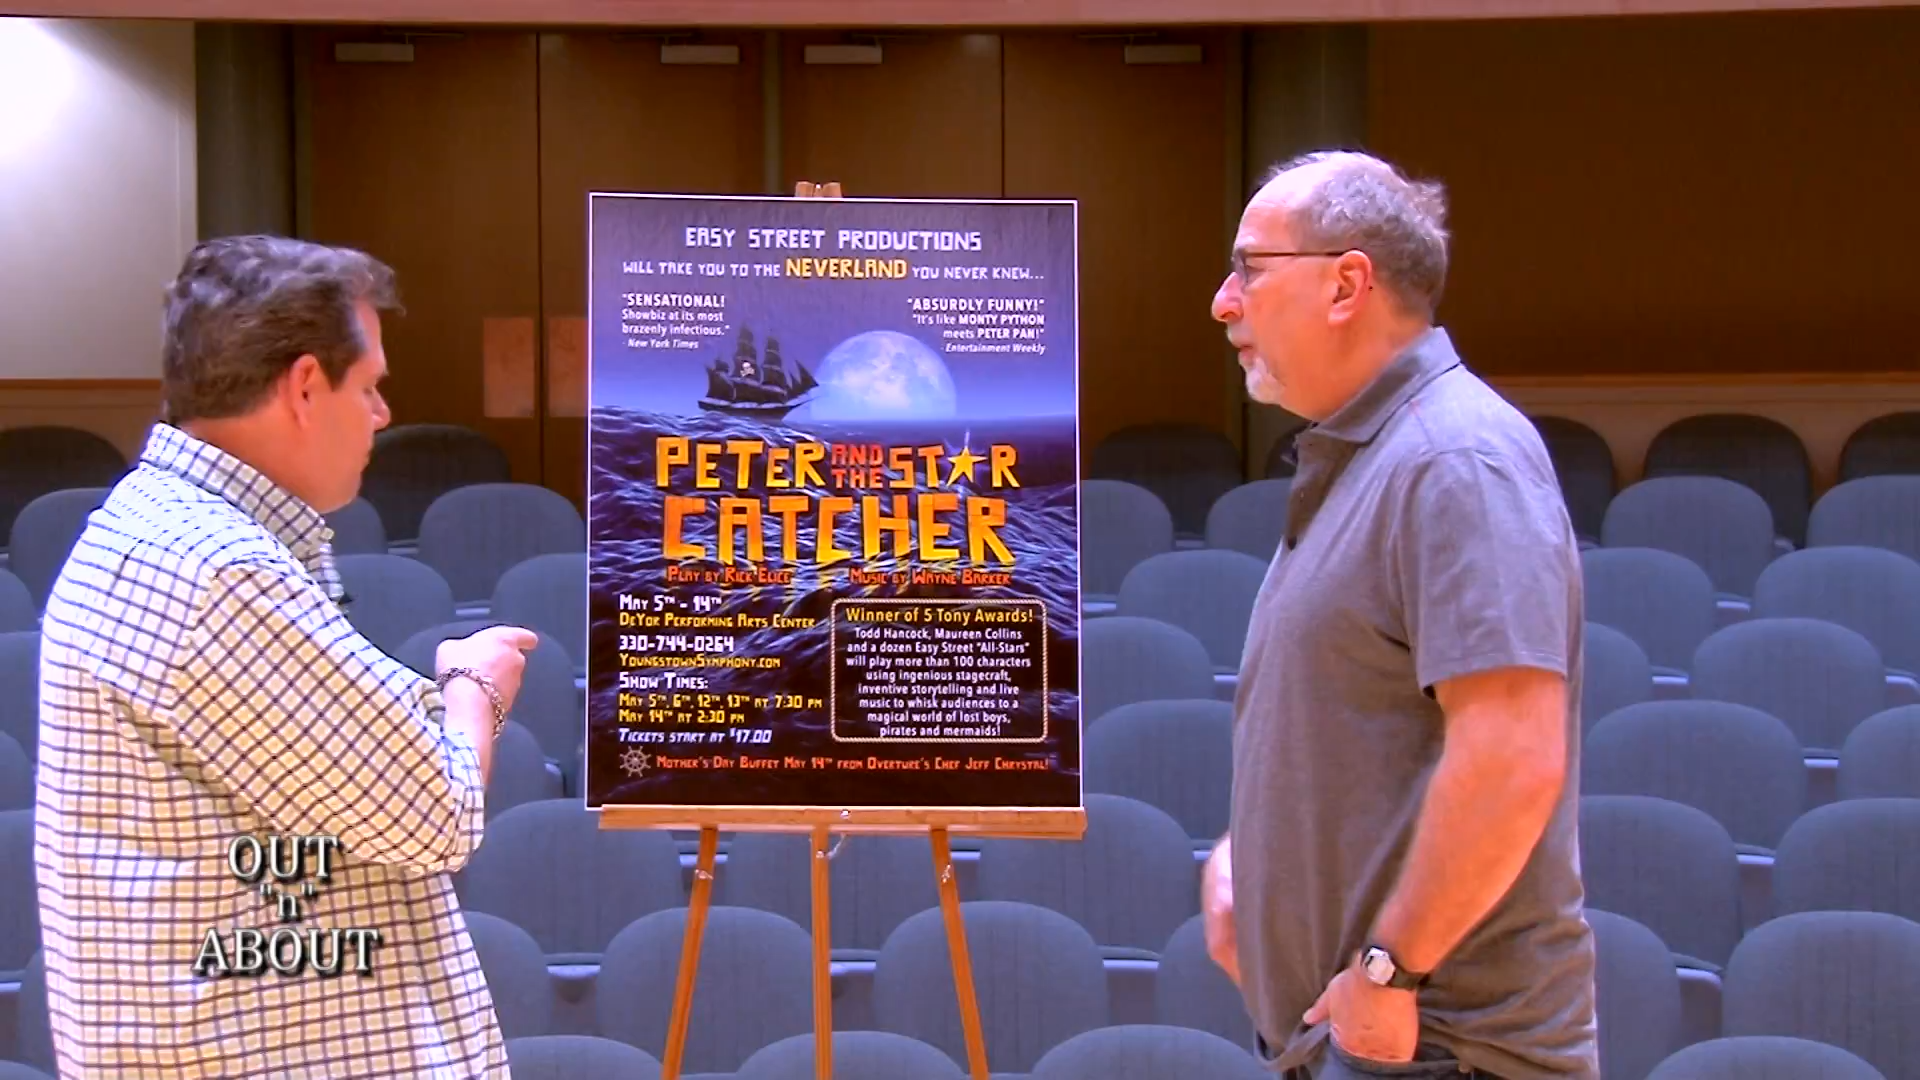 EASY STREET PRODUCTIONS
WILL TAKE YOU TO THE NEVERLAND YOU NEVER KNEW...
"SENSATIONAL!
Showbiz at its most
brazenly infectious."
- New York Times
"ABSURDLY FUNNY!"
"It's like MONTY PYTHON
meets PETER PAN!"
- Entertainment Weekly
PETER AND THE STAR
CATCHER
PLAY BY RICK ELICE MUSIC BY WAYNE BARKER
MAY 5TH - 14TH
DEYOR PERFORMING ARTS CENTER
330-744-0264
YOUNGSTOWNSYMPHONY.COM
SHOW TIMES:
MAY 5TH, 6TH, 12TH, 13TH AT 7:30 PM
MAY 14TH AT 2:30 PM
TICKETS START AT $17.00
Winner of 5 Tony Awards!
Todd Hancock, Maureen Collins
and a dozen Easy Street "All-Stars"
will play more than 100 characters
using ingenious stagecraft,
inventive storytelling and live
music to whisk audiences to a
magical world of lost boys,
pirates and mermaids!
MOTHER'S DAY BUFFET MAY 14TH FROM OVERTURE'S CHEF JEFF CHRYSTAL!
OUT
"n"
ABOUT